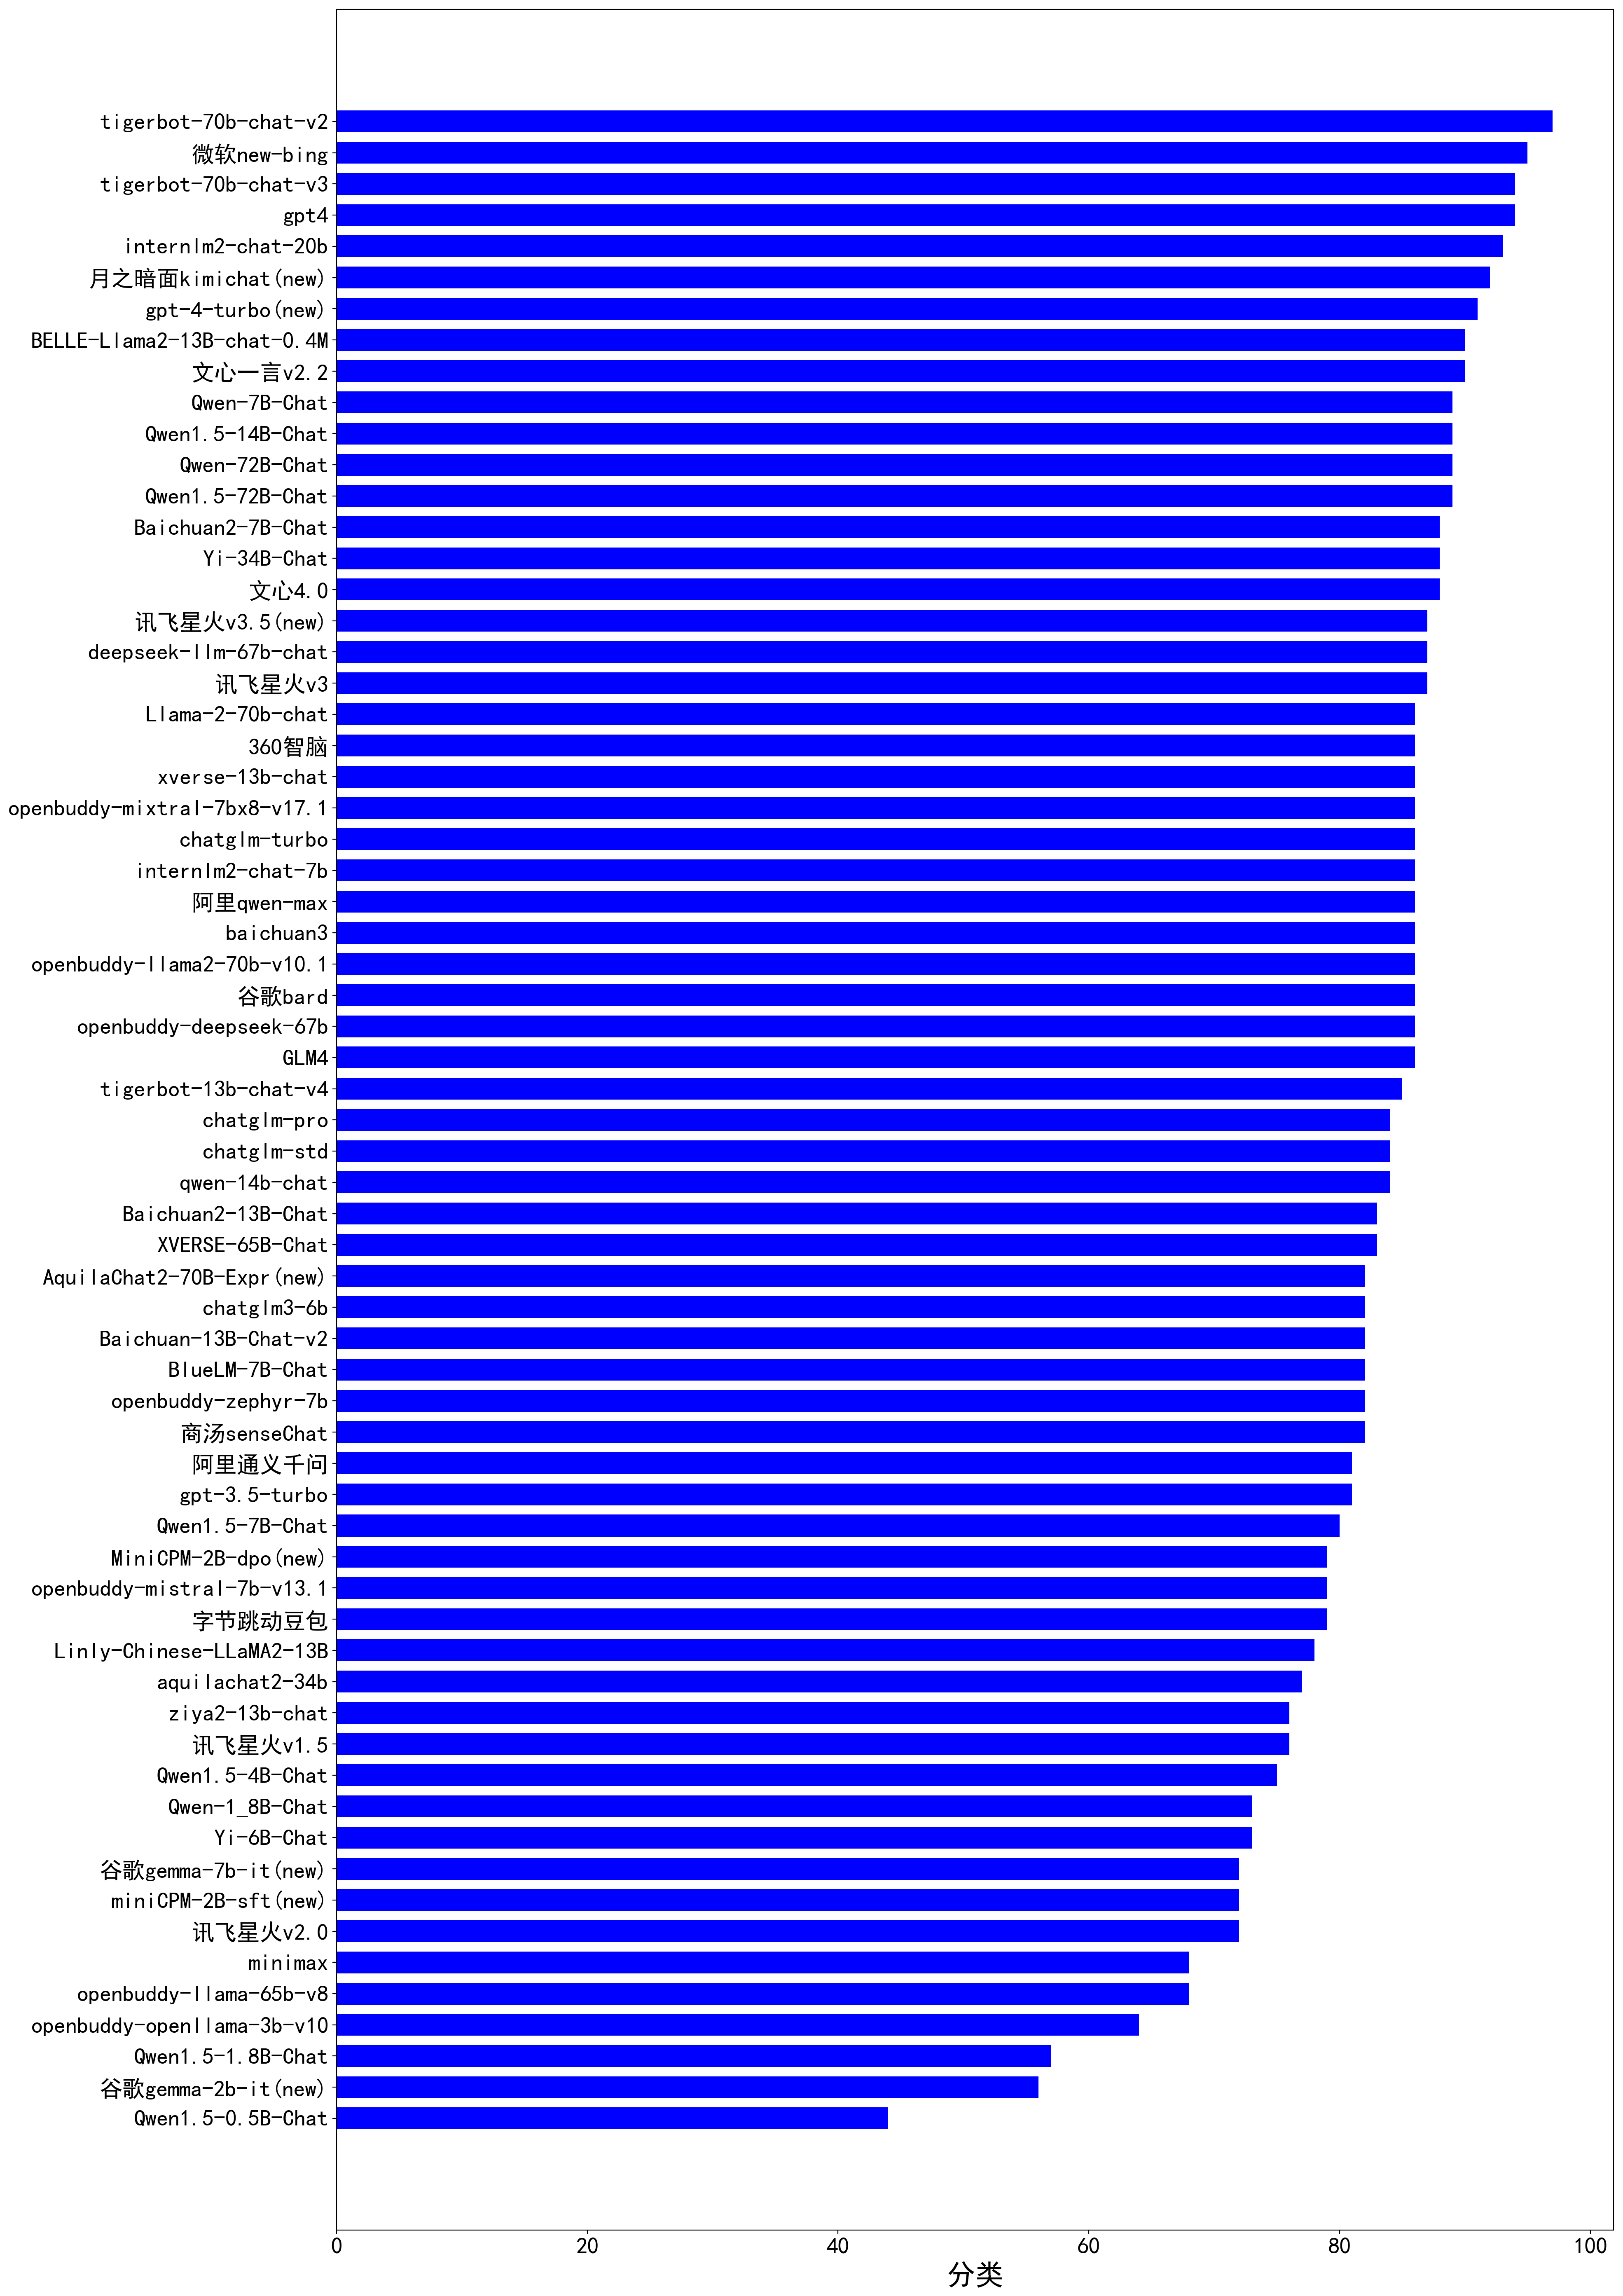 tigerbot-70b-chat-v2
微软new-bing
tigerbot-70b-chat-v3
gpt4
internlm2-chat-20b
月之暗面kimichat(new)
gpt-4-turbo(new)
BELLE-Llama2-13B-chat-0.4M
文心一言v2.2
Qwen-7B-Chat
Qwen1.5-14B-Chat
Qwen-72B-Chat
Qwen1.5-72B-Chat
Baichuan2-7B-Chat
Yi-34B-Chat
文心4.0
讯飞星火v3.5(new)
deepseek-llm-67b-chat
讯飞星火v3
Llama-2-70b-chat
360智脑
xverse-13b-chat
openbuddy-mixtral-7bx8-v17.1
chatglm-turbo
internlm2-chat-7b
阿里qwen-max
baichuan3
openbuddy-llama2-70b-v10.1
谷歌bard
openbuddy-deepseek-67b
GLM4
tigerbot-13b-chat-v4
chatglm-pro
chatglm-std
qwen-14b-chat
Baichuan2-13B-Chat
XVERSE-65B-Chat
AquilaChat2-70B-Expr(new)
chatglm3-6b
Baichuan-13B-Chat-v2
BlueLM-7B-Chat
openbuddy-zephyr-7b
商汤senseChat
阿里通义千问
gpt-3.5-turbo
Qwen1.5-7B-Chat
MiniCPM-2B-dpo(new)
openbuddy-mistral-7b-v13.1
字节跳动豆包
Linly-Chinese-LLaMA2-13B
aquilachat2-34b
ziya2-13b-chat
讯飞星火v1.5
Qwen1.5-4B-Chat
Qwen-1_8B-Chat
Yi-6B-Chat
谷歌gemma-7b-it(new)
miniCPM-2B-sft(new)
讯飞星火v2.0
minimax
openbuddy-llama-65b-v8
openbuddy-openllama-3b-v10
Qwen1.5-1.8B-Chat
谷歌gemma-2b-it(new)
Qwen1.5-0.5B-Chat
0 20 40 60 80 100
分类